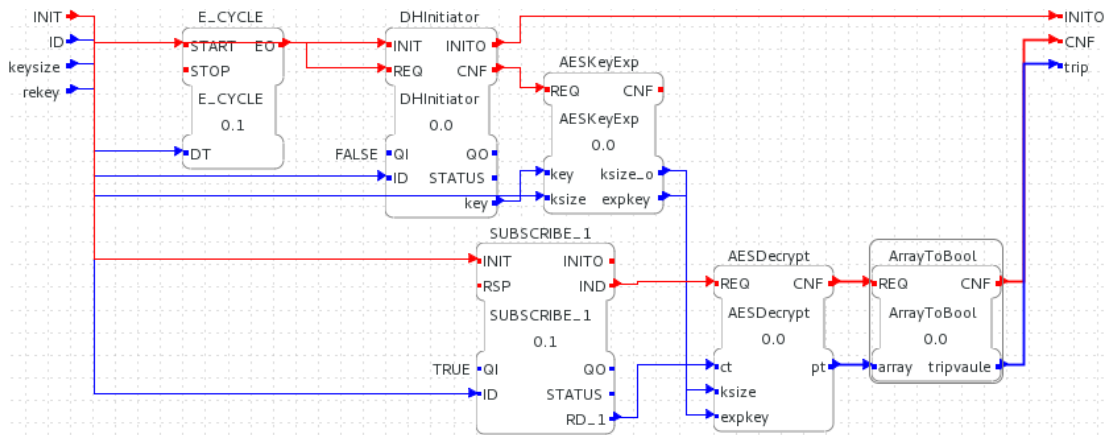 INIT
ID
keysize
rekey
E_CYCLE
START EO
STOP
E_CYCLE
0.1
DT
DHInitiator
INIT INITO
REQ CNF
DHInitiator
0.0
FALSE QI QO
ID STATUS
key
AESKeyExp
REQ CNF
AESKeyExp
0.0
key ksize_o
ksize expkey
INITO
CNF
trip
SUBSCRIBE_1
INIT INITO
RSP IND
SUBSCRIBE_1
0.1
TRUE QI QO
ID STATUS
RD_1
AESDecrypt
REQ CNF
AESDecrypt
0.0
ct pt
ksize
expkey
ArrayToBool
REQ CNF
ArrayToBool
0.0
array tripvaule